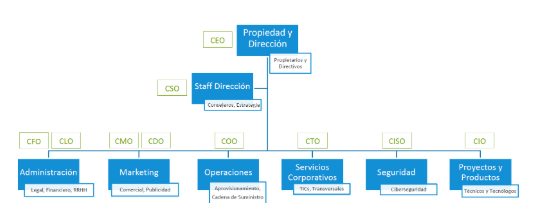 CEO
Propiedad y
Dirección
Propietarios y
Directivos
CSO
Staff Dirección
Consejeros, Estrategia
CFO
CLO
CMO
CDO
COO
CTO
CISO
CIO
Administración
Legal, Financiero, RRHH
Marketing
Comercial, Publicidad
Operaciones
Aprovisionamiento,
Cadena de Suministro
Servicios
Corporativos
TICs, Transversales
Seguridad
Ciberseguridad
Proyectos y
Productos
Técnicos y Tecnólogos